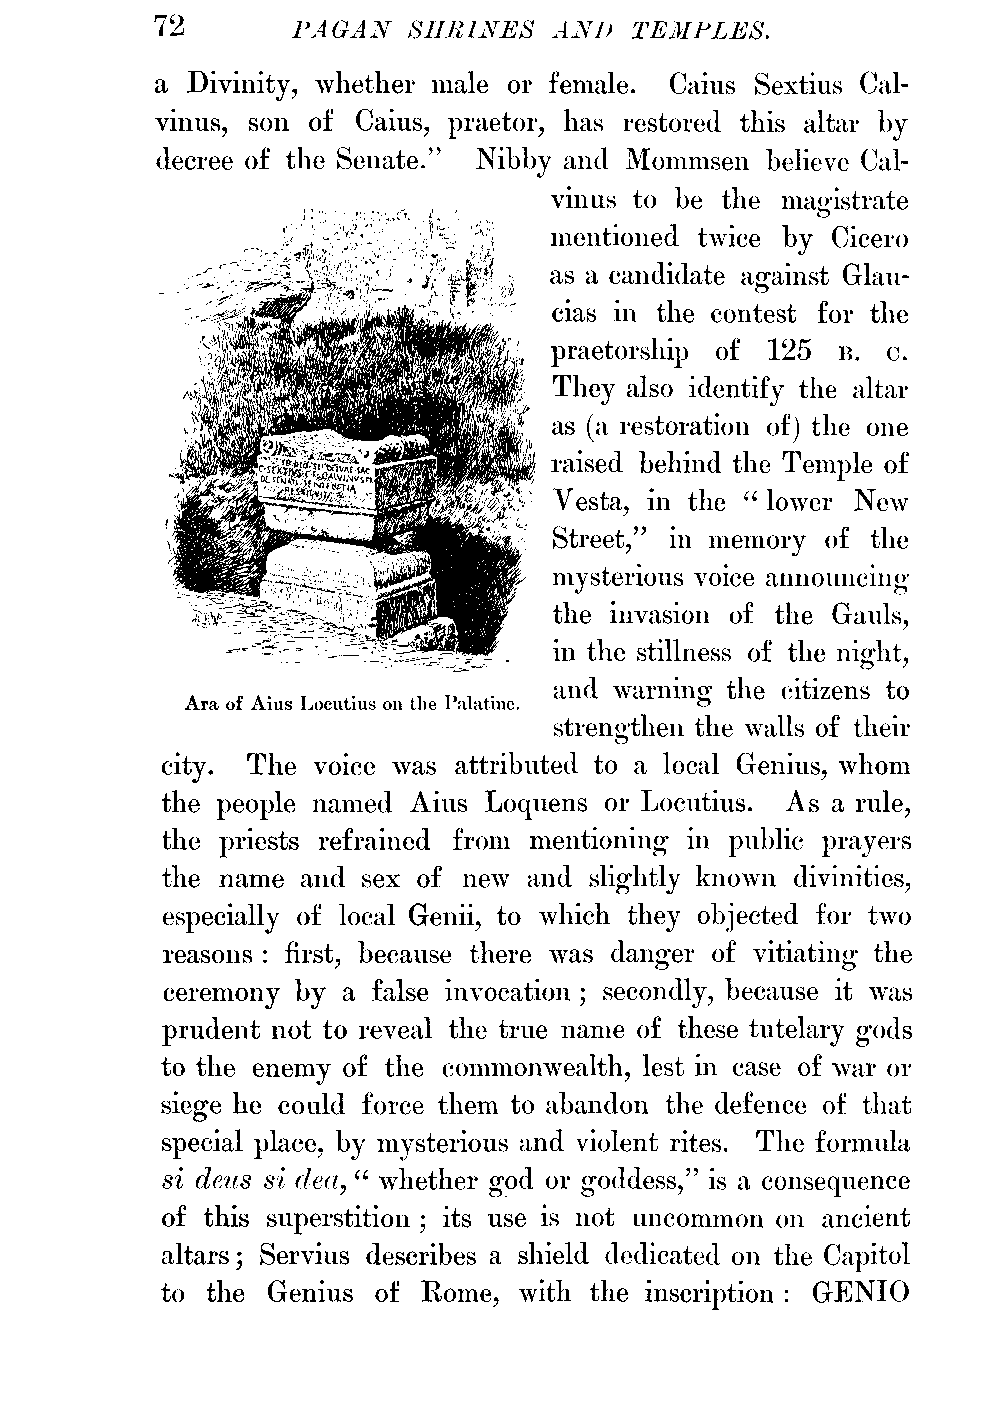 72 PAGAN SHRINES AND TEMPLES.
a Divinity, whether male or female. Caius Sextius Cal-
vinus, son of Caius, praetor, has restored this altar by
decree of the Senate.” Nibby and Mommsen believe Cal-
vinus to be the magistrate
mentioned twice by Cicero
as a candidate against Glau-
cias in the contest for the
praetorship of 125 B. C.
They also identify the altar
as (a restoration of) the one
raised behind the Temple of
Vesta, in the “ lower New
Street,” in memory of the
mysterious voice announcing
the invasion of the Gauls,
in the stillness of the night,
and warning the citizens to
strengthen the walls of their
Ara of Aius Locutius on the Palatine.
city. The voice was attributed to a local Genius, whom
the people named Aius Loquens or Locutius. As a rule,
the priests refrained from mentioning in public prayers
the name and sex of new and slightly known divinities,
especially of local Genii, to which they objected for two
reasons : first, because there was danger of vitiating the
ceremony by a false invocation ; secondly, because it was
prudent not to reveal the true name of these tutelary gods
to the enemy of the commonwealth, lest in case of war or
siege he could force them to abandon the defence of that
special place, by mysterious and violent rites. The formula
si deus si dea, “ whether god or goddess,” is a consequence
of this superstition ; its use is not uncommon on ancient
altars ; Servius describes a shield dedicated on the Capitol
to the Genius of Rome, with the inscription : GENIO